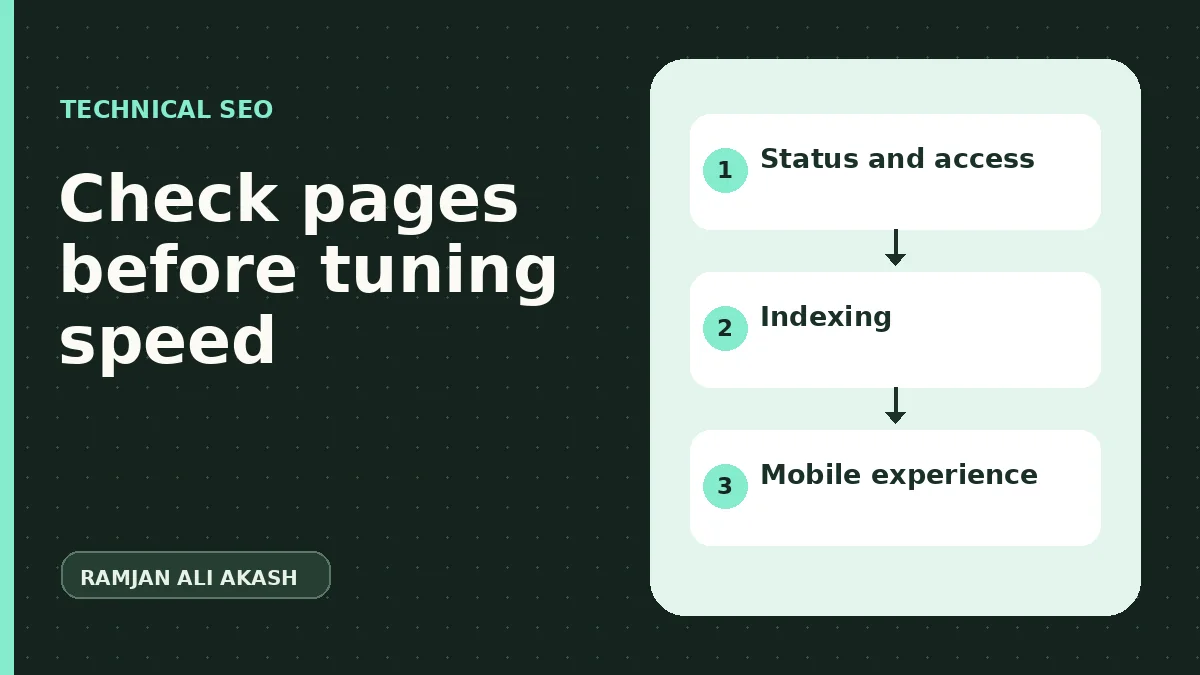 TECHNICAL SEO
Check pages
before tuning
speed
RAMJAN ALI AKASH
1 Status and access
2 Indexing
3 Mobile experience